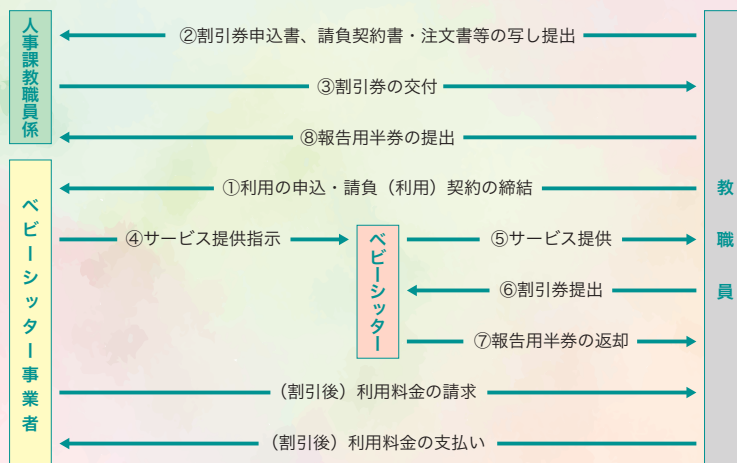 人事課教職員係
②割引券申込書、請負契約書・注文書等の写し提出
③割引券の交付
⑧報告用半券の提出
ベビーシッター事業者
①利用の申込・請負（利用）契約の締結
④サービス提供指示
ベビーシッター
⑤サービス提供
⑥割引券提出
⑦報告用半券の返却
（割引後）利用料金の請求
（割引後）利用料金の支払い
教職員